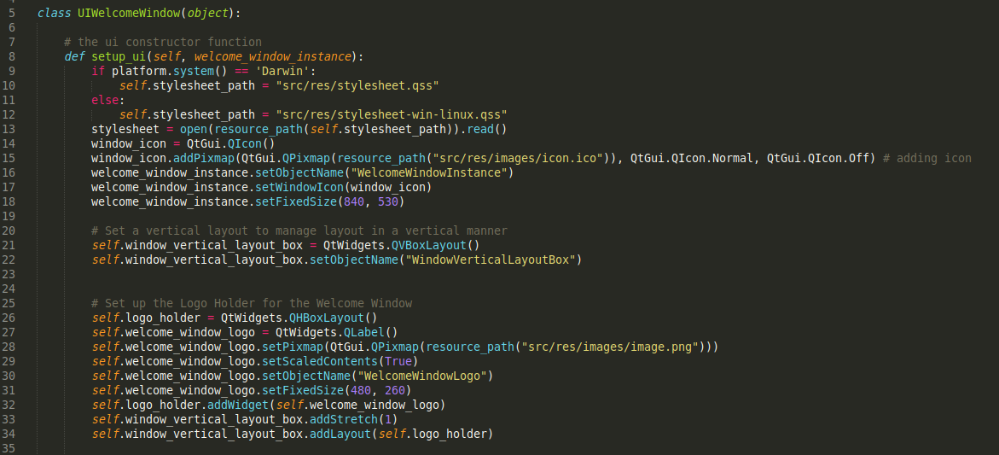 5 class UIWelcomeWindow(object):
6
7 # the ui constructor function
8 def setup_ui(self, welcome_window_instance):
9 if platform.system() == 'Darwin':
10 self.stylesheet_path = "src/res/stylesheet.qss"
11 else:
12 self.stylesheet_path = "src/res/stylesheet-win-linux.qss"
13 stylesheet = open(resource_path(self.stylesheet_path)).read()
14 window_icon = QtGui.QIcon()
15 window_icon.addPixmap(QtGui.QPixmap(resource_path("src/res/images/icon.ico")), QtGui.QIcon.Normal, QtGui.QIcon.Off) # adding icon
16 welcome_window_instance.setObjectName("WelcomeWindowInstance")
17 welcome_window_instance.setWindowIcon(window_icon)
18 welcome_window_instance.setFixedSize(840, 530)
19
20 # Set a vertical layout to manage layout in a vertical manner
21 self.window_vertical_layout_box = QtWidgets.QVBoxLayout()
22 self.window_vertical_layout_box.setObjectName("WindowVerticalLayoutBox")
23
24
25 # Set up the Logo Holder for the Welcome Window
26 self.logo_holder = QtWidgets.QHBoxLayout()
27 self.welcome_window_logo = QtWidgets.QLabel()
28 self.welcome_window_logo.setPixmap(QtGui.QPixmap(resource_path("src/res/images/image.png")))
29 self.welcome_window_logo.setScaledContents(True)
30 self.welcome_window_logo.setObjectName("WelcomeWindowLogo")
31 self.welcome_window_logo.setFixedSize(480, 260)
32 self.logo_holder.addWidget(self.welcome_window_logo)
33 self.window_vertical_layout_box.addStretch(1)
34 self.window_vertical_layout_box.addLayout(self.logo_holder)
35